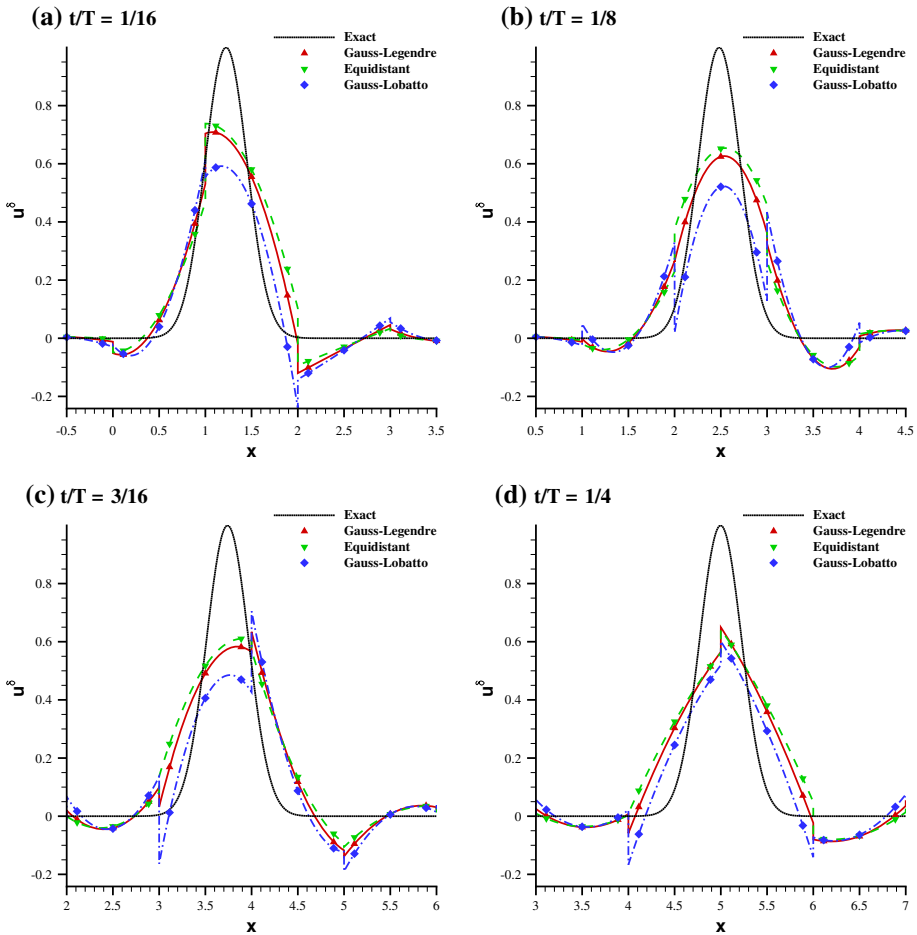 (a) t/T = 1/16
Exact
Gauss-Legendre
Equidistant
Gauss-Lobatto
0.8
0.6
0.4
0.2
0
-0.2
u^δ
-0.5 0 0.5 1 1.5 2 2.5 3 3.5
x
(b) t/T = 1/8
Exact
Gauss-Legendre
Equidistant
Gauss-Lobatto
0.8
0.6
0.4
0.2
0
-0.2
u^δ
0.5 1 1.5 2 2.5 3 3.5 4 4.5
x
(c) t/T = 3/16
Exact
Gauss-Legendre
Equidistant
Gauss-Lobatto
0.8
0.6
0.4
0.2
0
-0.2
u^δ
2 2.5 3 3.5 4 4.5 5 5.5 6
x
(d) t/T = 1/4
Exact
Gauss-Legendre
Equidistant
Gauss-Lobatto
0.8
0.6
0.4
0.2
0
-0.2
u^δ
3 3.5 4 4.5 5 5.5 6 6.5 7
x